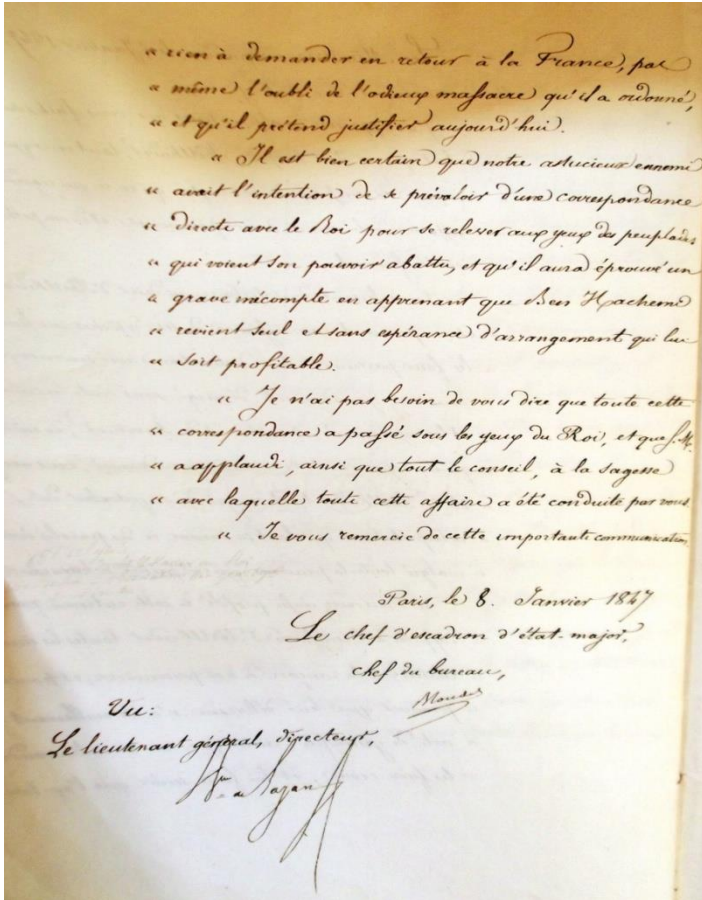 « rien à demander en retour à la France, pas
« même l'oubli de l'odieux massacre qu'il a ordonné,
« et qu'il prétend justifier aujourd'hui.
« Il est bien certain que notre astucieux ennemi
« avait l'intention de se prévaloir d'une correspondance
« directe avec le Roi pour se relever aux yeux des peuplades
« qui voient son pouvoir abattu, et qu'il aura éprouvé un
« grave mécompte en apprenant que Ben Hachemi
« revient seul et sans espérance d'arrangement qui lui
« soit profitable.
« Je n'ai pas besoin de vous dire que toute cette
« correspondance a passé sous les yeux du Roi, et que S. M.
« a applaudi, ainsi que tout le conseil, à la sagesse
« avec laquelle toute cette affaire a été conduite par vous.
« Je vous remercie de cette importante communication
Paris, le 8. Janvier 1847
Le chef d'escadron d'état-major,
chef du bureau,
Vu:
Le lieutenant général, directeur,